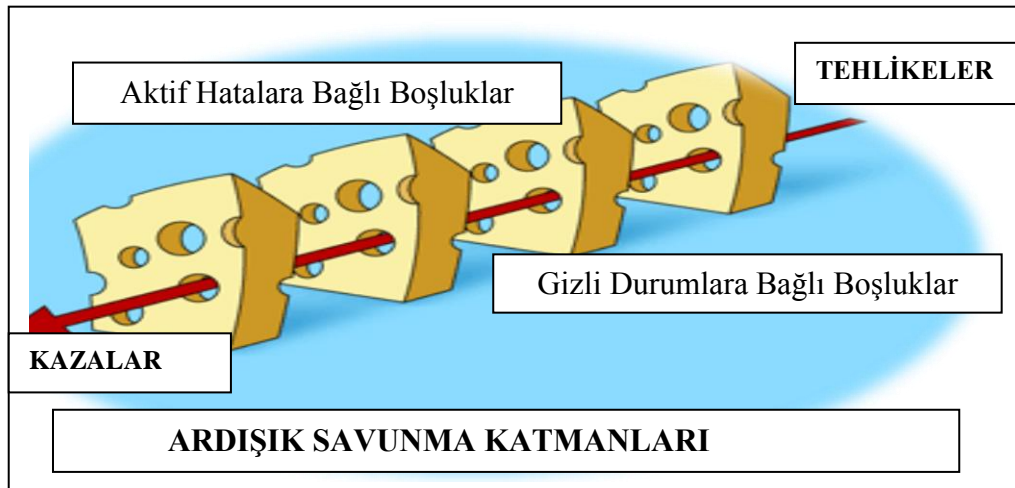 TEHLİKELER
Aktif Hatalara Bağlı Boşluklar
Gizli Durumlara Bağlı Boşluklar
KAZALAR
ARDIŞIK SAVUNMA KATMANLARI